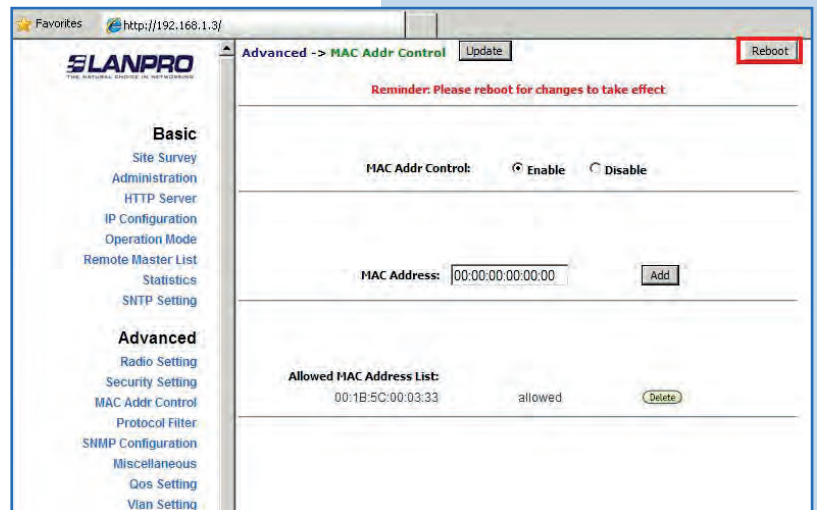 Favorites http://192.168.1.3/
LANPRO
THE NATURAL CHOICE IN NETWORKING
Advanced -> MAC Addr Control Update Reboot
Reminder: Please reboot for changes to take effect
Basic
Site Survey
Administration
HTTP Server
IP Configuration
Operation Mode
Remote Master List
Statistics
SNTP Setting
Advanced
Radio Setting
Security Setting
MAC Addr Control
Protocol Filter
SNMP Configuration
Miscellaneous
Qos Setting
Vlan Setting
MAC Addr Control: Enable Disable
MAC Address: 00:00:00:00:00:00 Add
Allowed MAC Address List:
00:1B:5C:00:03:33 allowed Delete